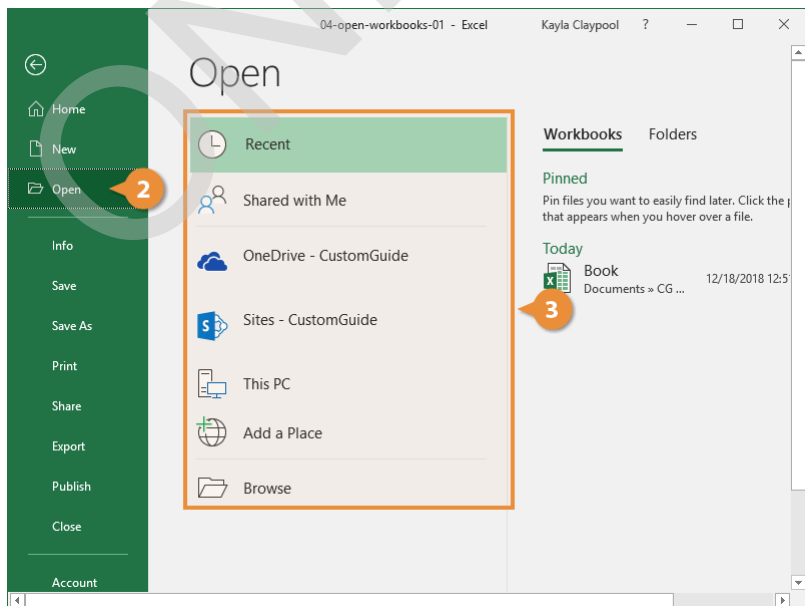 04-open-workbooks-01 - Excel
Kayla Claypool
?
Open
Home
New
Open
2
Info
Save
Save As
Print
Share
Export
Publish
Close
Account
Recent
Shared with Me
OneDrive - CustomGuide
Sites - CustomGuide
This PC
Add a Place
Browse
3
Workbooks Folders
Pinned
Pin files you want to easily find later. Click the
that appears when you hover over a file.
Today
Book
Documents » CG ...
12/18/2018 12:5